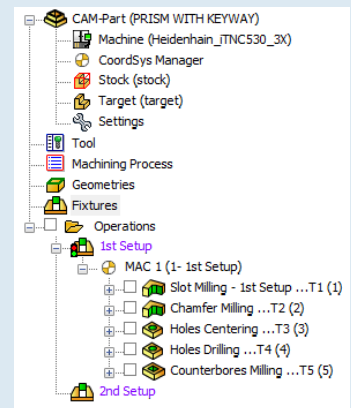 CAM-Part (PRISM WITH KEYWAY)
Machine (Heidenhain_iTNC530_3X)
CoordSys Manager
Stock (stock)
Target (target)
Settings
Tool
Machining Process
Geometries
Fixtures
Operations
1st Setup
MAC 1 (1- 1st Setup)
Slot Milling - 1st Setup ...T1 (1)
Chamfer Milling ...T2 (2)
Holes Centering ...T3 (3)
Holes Drilling ...T4 (4)
Counterbores Milling ...T5 (5)
2nd Setup